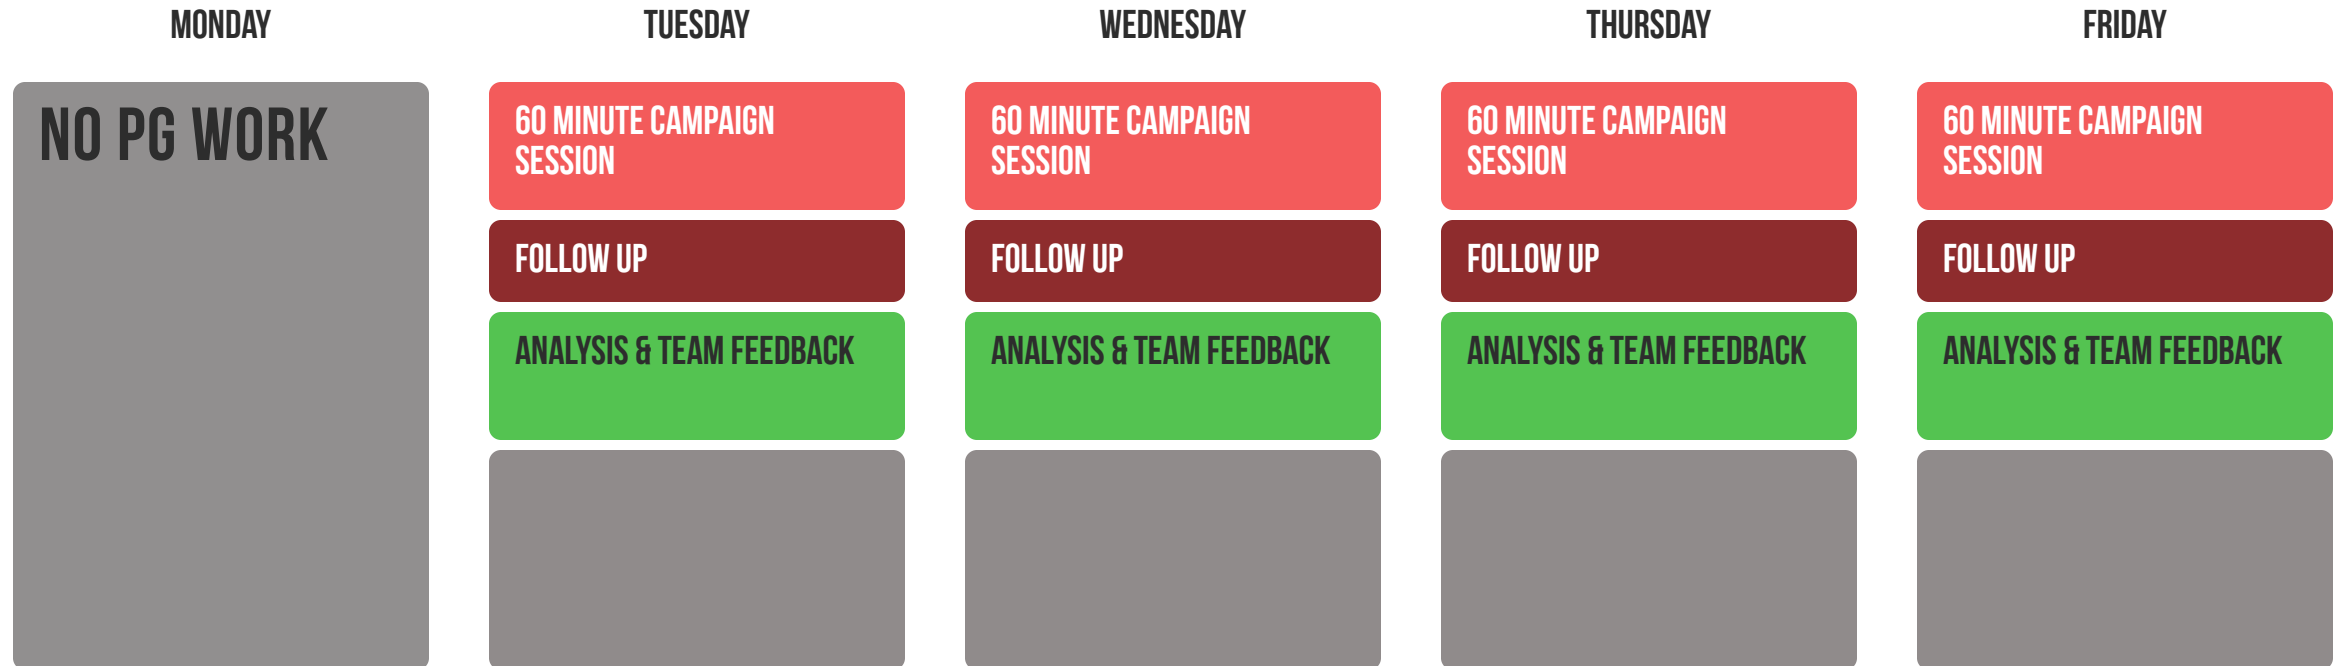 MONDAY
TUESDAY
WEDNESDAY
THURSDAY
FRIDAY
NO PG WORK
60 MINUTE CAMPAIGN
SESSION
FOLLOW UP
ANALYSIS & TEAM FEEDBACK
60 MINUTE CAMPAIGN
SESSION
FOLLOW UP
ANALYSIS & TEAM FEEDBACK
60 MINUTE CAMPAIGN
SESSION
FOLLOW UP
ANALYSIS & TEAM FEEDBACK
60 MINUTE CAMPAIGN
SESSION
FOLLOW UP
ANALYSIS & TEAM FEEDBACK